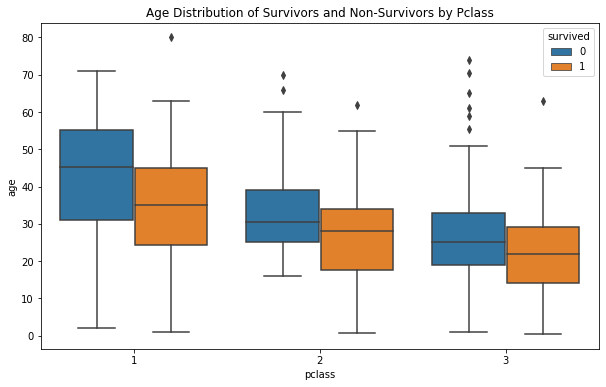 Age Distribution of Survivors and Non-Survivors by Pclass
survived
0
1
80
70
60
50
40
30
20
10
0
age
1 2 3
pclass